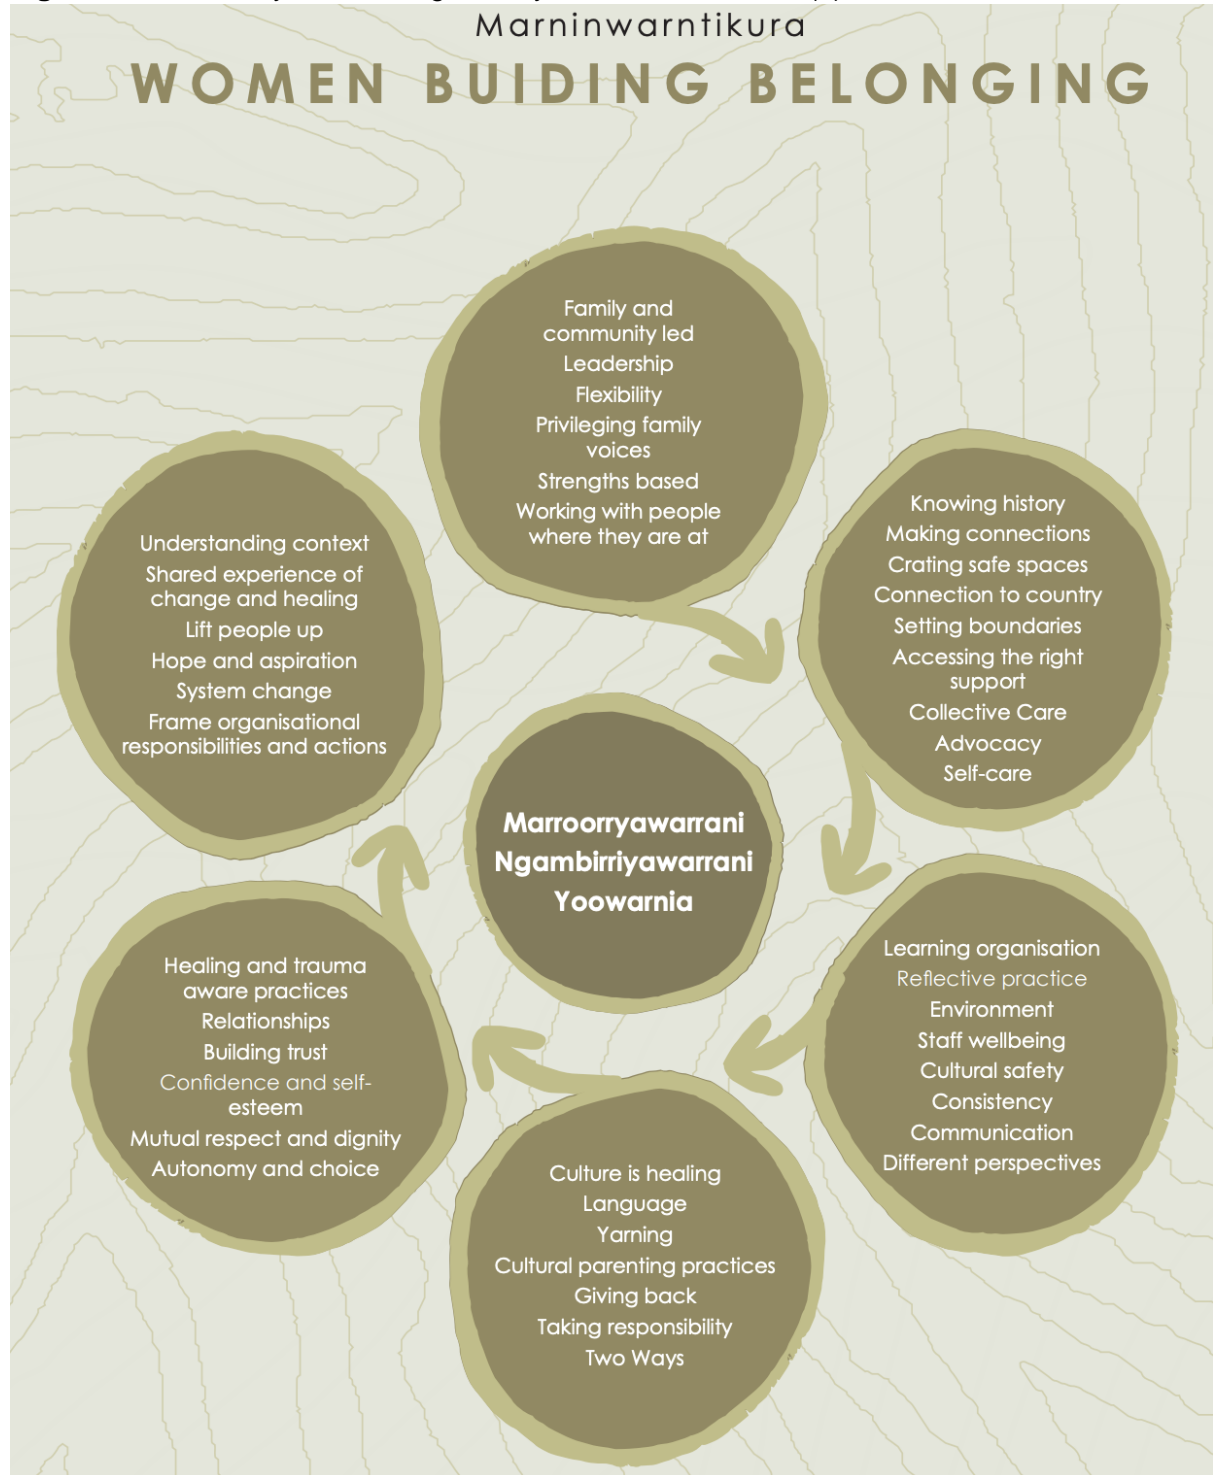 Marninwarntikura
WOMEN BUIDING BELONGING
Family and
community led
Leadership
Flexibility
Privileging family
voices
Strengths based
Working with people
where they are at
Knowing history
Making connections
Crating safe spaces
Connection to country
Setting boundaries
Accessing the right
support
Collective Care
Advocacy
Self-care
Learning organisation
Reflective practice
Environment
Staff wellbeing
Cultural safety
Consistency
Communication
Different perspectives
Culture is healing
Language
Yarning
Cultural parenting practices
Giving back
Taking responsibility
Two Ways
Healing and trauma
aware practices
Relationships
Building trust
Confidence and self-
esteem
Mutual respect and dignity
Autonomy and choice
Understanding context
Shared experience of
change and healing
Lift people up
Hope and aspiration
System change
Frame organisational
responsibilities and actions
Marroorryawarrani
Ngambirriyawarrani
Yoowarnia